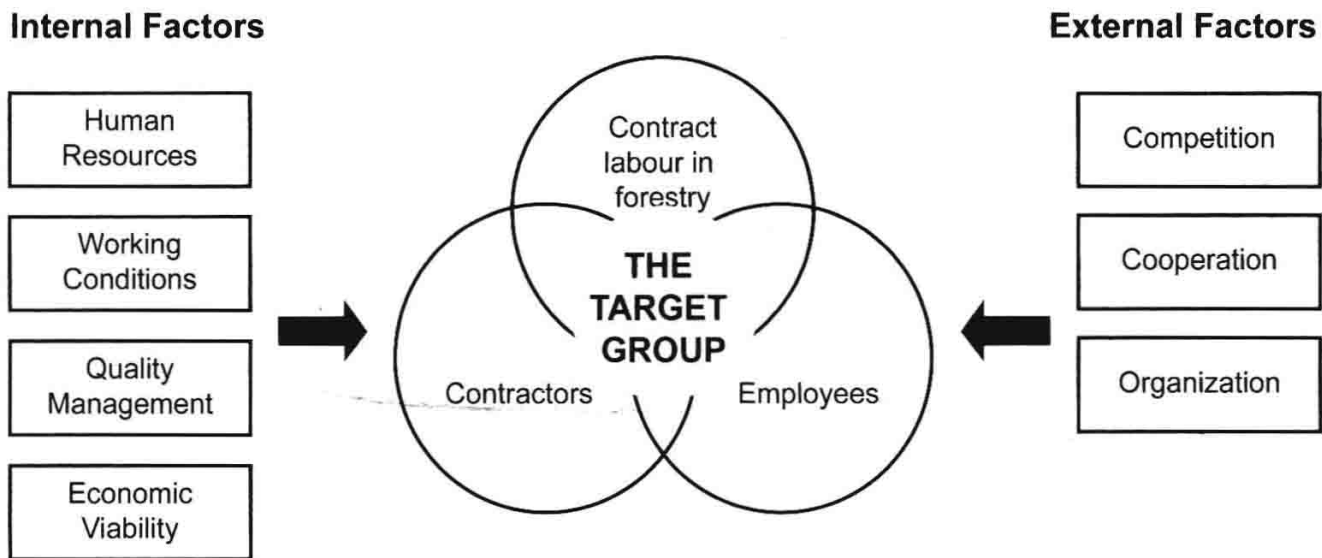 Internal Factors
Human
Resources
Working
Conditions
Quality
Management
Economic
Viability
Contract
labour in
forestry
THE
TARGET
GROUP
Contractors
Employees
External Factors
Competition
Cooperation
Organization